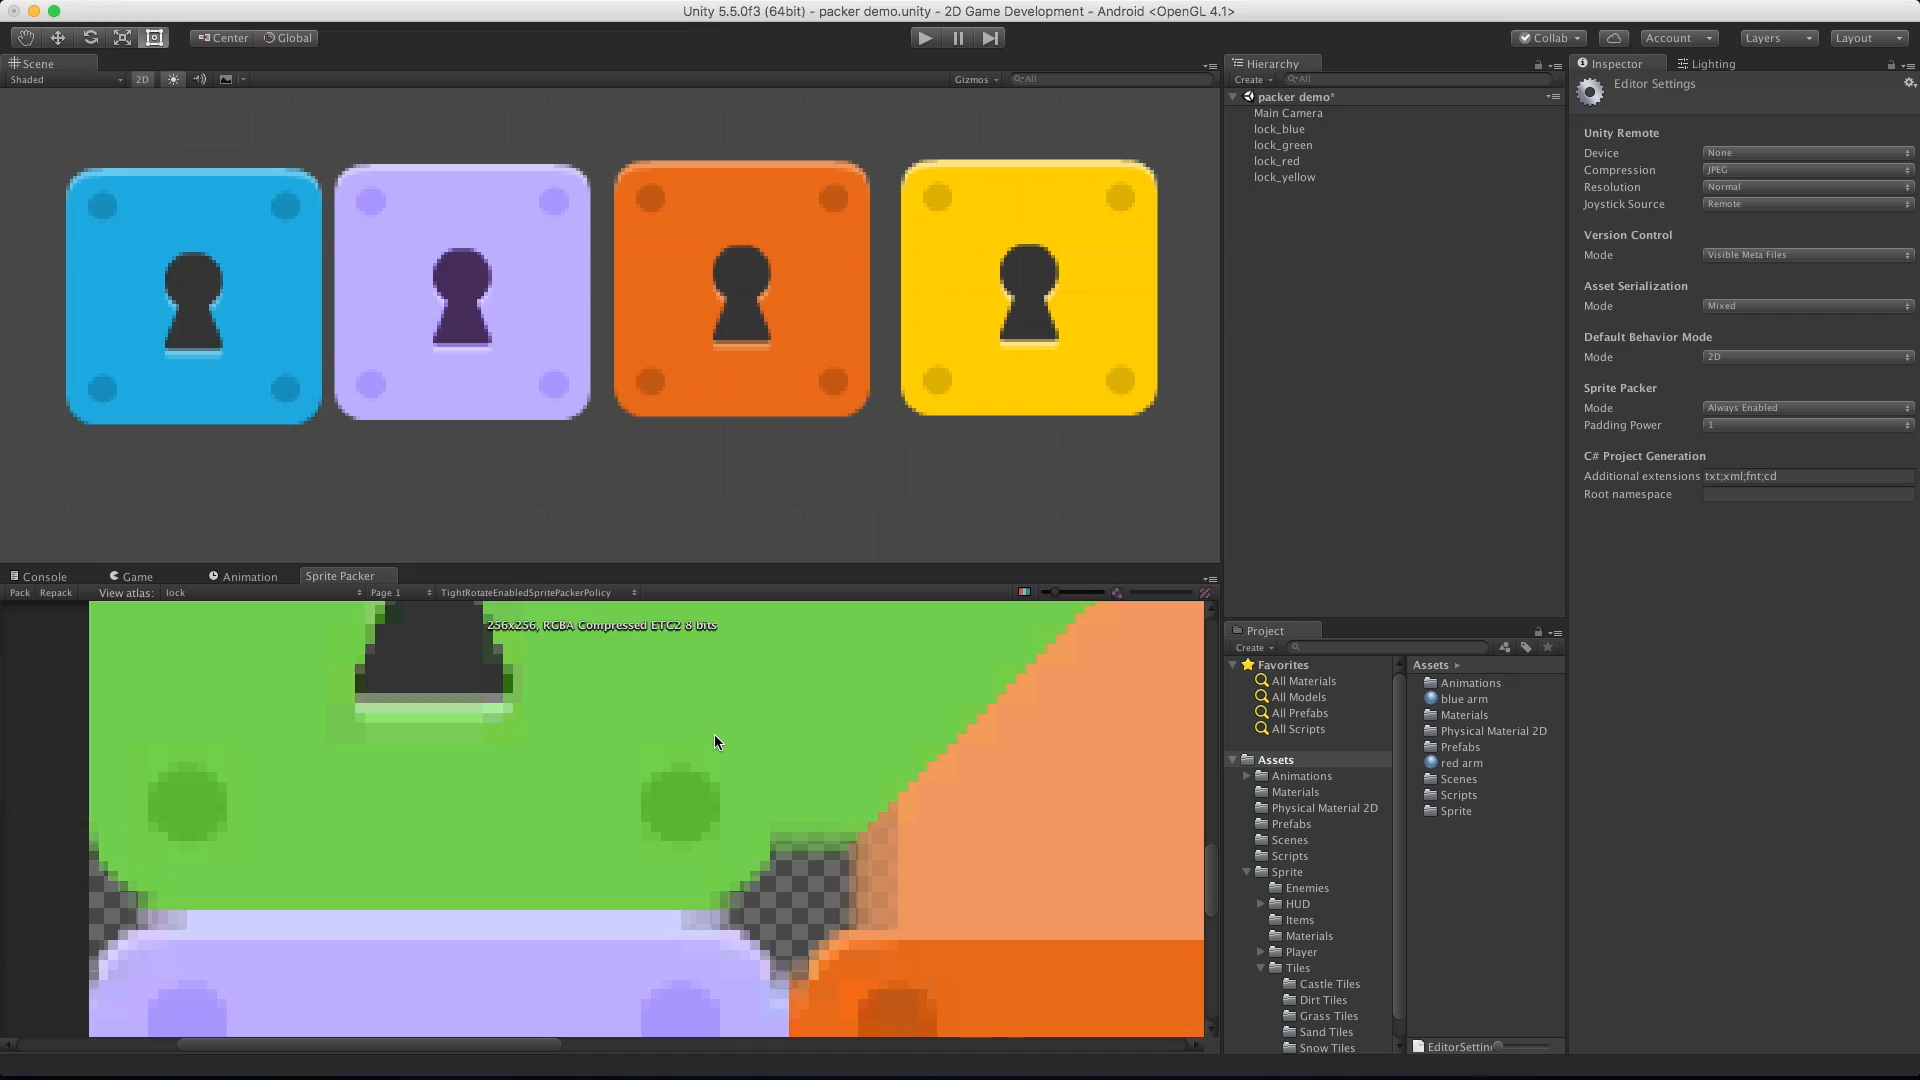 Unity 5.5.0f3 (64bit) - packer demo.unity - 2D Game Development - Android <OpenGL 4.1>
Center Global
Collab Account Layers Layout
Scene
Shaded 2D Gizmos All
Console Game Animation Sprite Packer
Pack Repack View atlas: lock Page 1 TightRotateEnabledSpritePackerPolicy
256x256, RGBA Compressed ETC2 8 bits
Hierarchy
Create All
packer demo*
Main Camera
lock_blue
lock_green
lock_red
lock_yellow
Project
Create
Favorites
All Materials
All Models
All Prefabs
All Scripts
Assets
Animations
Materials
Physical Material 2D
Prefabs
Scenes
Scripts
Sprite
Enemies
HUD
Items
Materials
Player
Tiles
Castle Tiles
Dirt Tiles
Grass Tiles
Sand Tiles
Snow Tiles
Assets
Animations
blue arm
Materials
Physical Material 2D
Prefabs
red arm
Scenes
Scripts
Sprite
EditorSettin
Inspector Lighting
Editor Settings
Unity Remote
Device None
Compression JPEG
Resolution Normal
Joystick Source Remote
Version Control
Mode Visible Meta Files
Asset Serialization
Mode Mixed
Default Behavior Mode
Mode 2D
Sprite Packer
Mode Always Enabled
Padding Power 1
C# Project Generation
Additional extensions txt;xml;fnt;cd
Root namespace